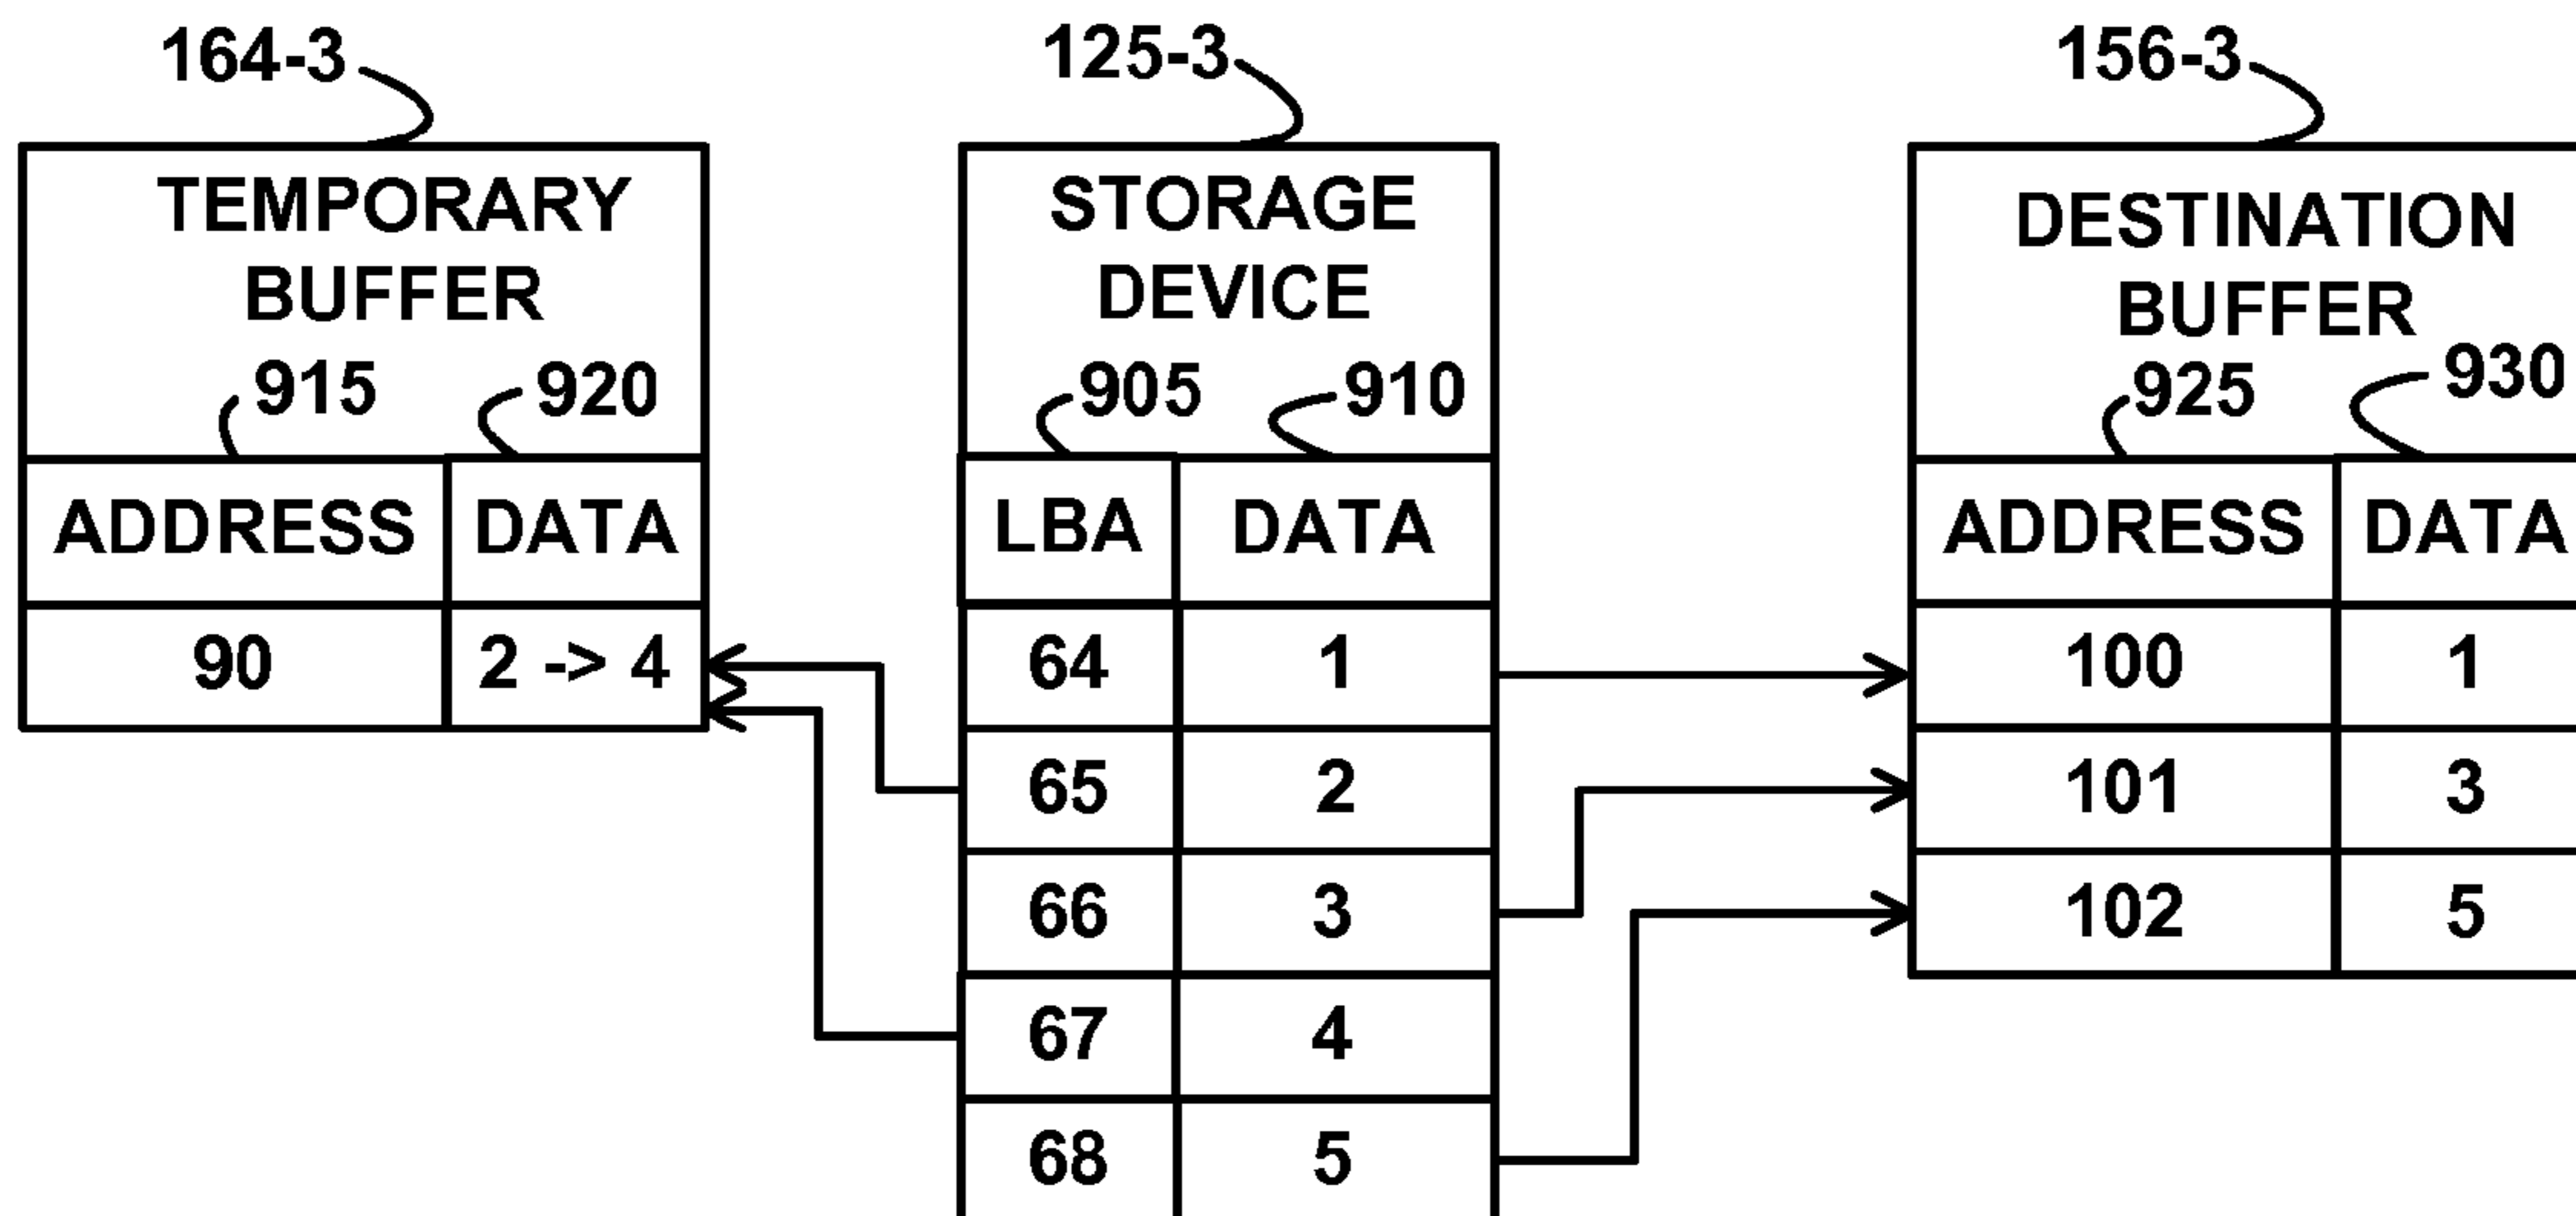 164-3
125-3
156-3
TEMPORARY
BUFFER
915
920
ADDRESS DATA
90 2 -> 4
STORAGE
DEVICE
905
910
LBA DATA
64 1
65 2
66 3
67 4
68 5
DESTINATION
BUFFER
925
930
ADDRESS DATA
100 1
101 3
102 5